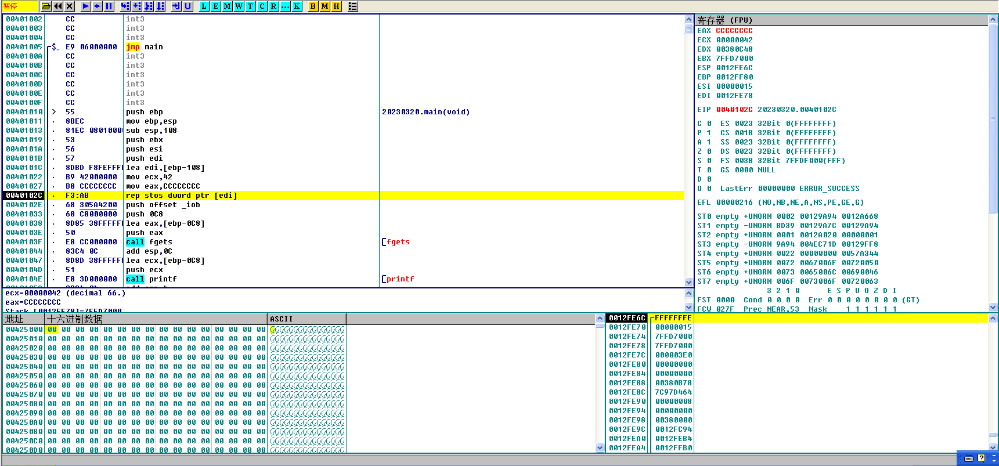 暂停
L E M W T C R ... K B M H
00401002 CC int3
00401003 CC int3
00401004 CC int3
00401005 $ E9 06000000 jmp main
0040100A CC int3
0040100B CC int3
0040100C CC int3
0040100D CC int3
0040100E CC int3
0040100F CC int3
00401010 > 55 push ebp 20230320.main(void)
00401011 . 8BEC mov ebp,esp
00401013 . 81EC 0801000 sub esp,108
00401019 . 53 push ebx
0040101A . 56 push esi
0040101B . 57 push edi
0040101C . 8DBD F8FEFFF lea edi,[ebp-108]
00401022 . B9 42000000 mov ecx,42
00401027 . B8 CCCCCCCC mov eax,CCCCCCCC
0040102C . F3:AB rep stos dword ptr [edi]
0040102E . 68 305A4200 push offset _iob
00401033 . 68 C8000000 push 0C8
00401038 . 8D85 38FFFFF lea eax,[ebp-0C8]
0040103E . 50 push eax
0040103F . E8 CC000000 call fgets [fgets
00401044 . 83C4 0C add esp,0C
00401047 . 8D8D 38FFFFF lea ecx,[ebp-0C8]
0040104D . 51 push ecx
0040104E . E8 3D000000 call printf [printf
ecx=00000042 (decimal 66.)
eax=CCCCCCCC
Stack [0012FE78]=7FFD7000
寄存器 (FPU)
EAX CCCCCCCC
ECX 00000042
EDX 00380C48
EBX 7FFD7000
ESP 0012FE6C
EBP 0012FF80
ESI 00000015
EDI 0012FE78
EIP 0040102C 20230320.0040102C
C 0 ES 0023 32Bit 0(FFFFFFFF)
P 1 CS 001B 32Bit 0(FFFFFFFF)
A 1 SS 0023 32Bit 0(FFFFFFFF)
Z 0 DS 0023 32Bit 0(FFFFFFFF)
S 0 FS 003B 32Bit 7FFDF000(FFF)
T 0 GS 0000 NULL
D 0
O 0 LastErr 00000000 ERROR_SUCCESS
EFL 00000216 (NO,NB,NE,A,NS,PE,GE,G)
ST0 empty +UNORM 0002 00129A94 0012A668
ST1 empty -UNORM BD39 00129A7C 00129A94
ST2 empty +UNORM 0001 0012A020 00000001
ST3 empty -UNORM 9A94 004EC71D 00129FF8
ST4 empty +UNORM 0022 00000000 0057A344
ST5 empty +UNORM 0072 0067006F 00720050
ST6 empty +UNORM 0073 0065006C 00690046
ST7 empty +UNORM 006F 0073006F 00720063
3 2 1 0 E S P U O Z D I
FST 0000 Cond 0 0 0 0 Err 0 0 0 0 0 0 0 0 (GT)
FCW 027F Prec NEAR,53 Mask 1 1 1 1 1 1
地址 十六进制数据 ASCII
00425000 00 00 00 00 00 00 00 00 00 00 00 00 00 00 00 00
00425010 00 00 00 00 00 00 00 00 00 00 00 00 00 00 00 00
00425020 00 00 00 00 00 00 00 00 00 00 00 00 00 00 00 00
00425030 00 00 00 00 00 00 00 00 00 00 00 00 00 00 00 00
00425040 00 00 00 00 00 00 00 00 00 00 00 00 00 00 00 00
00425050 00 00 00 00 00 00 00 00 00 00 00 00 00 00 00 00
00425060 00 00 00 00 00 00 00 00 00 00 00 00 00 00 00 00
00425070 00 00 00 00 00 00 00 00 00 00 00 00 00 00 00 00
00425080 00 00 00 00 00 00 00 00 00 00 00 00 00 00 00 00
00425090 00 00 00 00 00 00 00 00 00 00 00 00 00 00 00 00
004250A0 00 00 00 00 00 00 00 00 00 00 00 00 00 00 00 00
004250B0 00 00 00 00 00 00 00 00 00 00 00 00 00 00 00 00
004250C0 00 00 00 00 00 00 00 00 00 00 00 00 00 00 00 00
004250D0 00 00 00 00 00 00 00 00 00 00 00 00 00 00 00 00
0012FE6C FFFFFFFE
0012FE70 00000015
0012FE74 7FFD7000
0012FE78 7FFD7000
0012FE7C 000003E0
0012FE80 00000000
0012FE84 00000000
0012FE88 00380B78
0012FE8C 7C97D464
0012FE90 00000008
0012FE94 00000000
0012FE98 00380000
0012FE9C 0012FC94
0012FEA0 0012FEB4
0012FEA4 0012FFB0